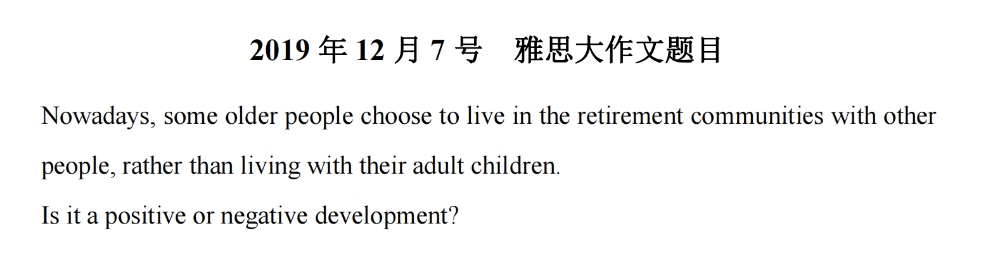 2019 年 12 月 7 号 雅思大作文题目
Nowadays, some older people choose to live in the retirement communities with other
people, rather than living with their adult children.
Is it a positive or negative development?